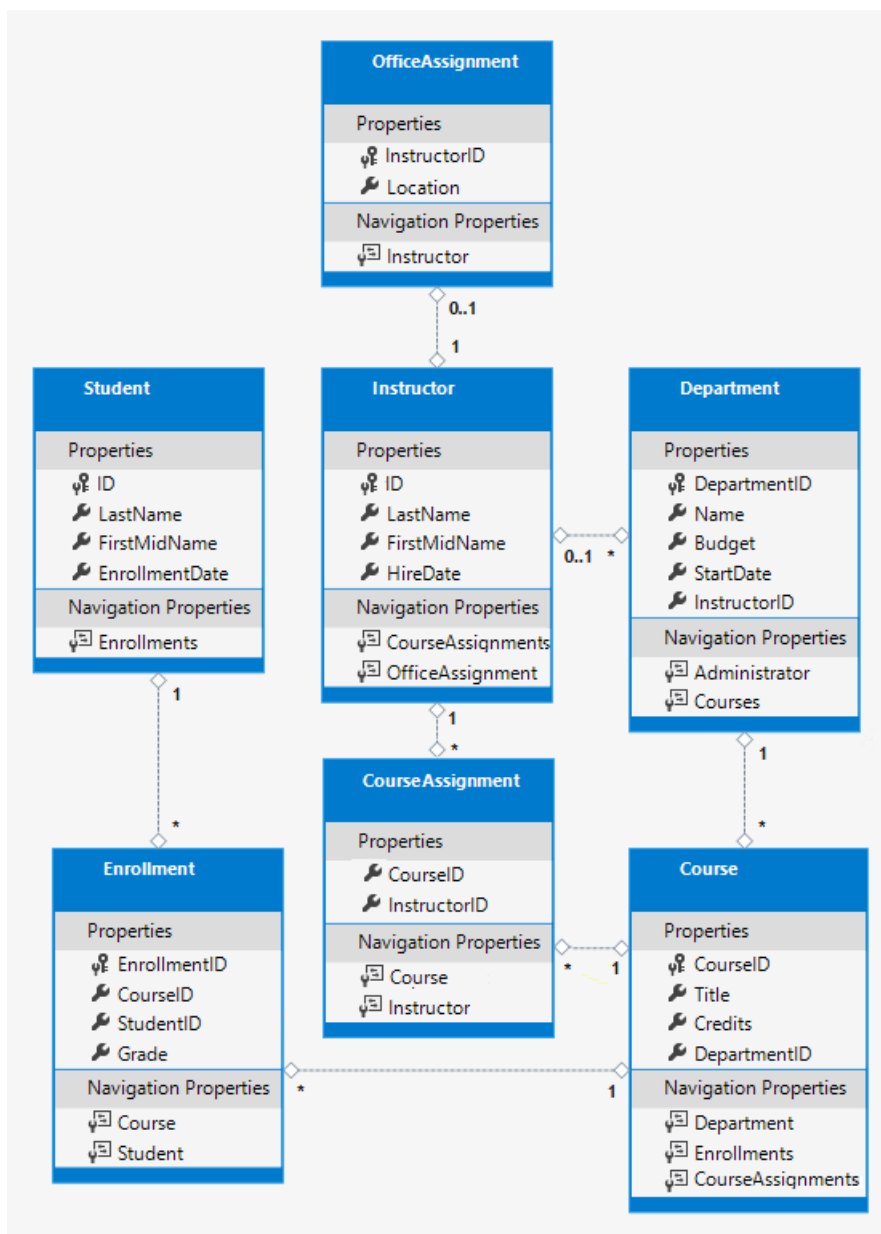 OfficeAssignment
Properties
InstructorID
Location
Navigation Properties
Instructor
0..1
1
Student
Properties
ID
LastName
FirstMidName
EnrollmentDate
Navigation Properties
Enrollments
Instructor
Properties
ID
LastName
FirstMidName
HireDate
Navigation Properties
CourseAssignments
OfficeAssignment
0..1 *
Department
Properties
DepartmentID
Name
Budget
StartDate
InstructorID
Navigation Properties
Administrator
Courses
1
*
1
*
1
*
Enrollment
Properties
EnrollmentID
CourseID
StudentID
Grade
Navigation Properties
Course
Student
CourseAssignment
Properties
CourseID
InstructorID
Navigation Properties
Course
Instructor
* 1
* 1
Course
Properties
CourseID
Title
Credits
DepartmentID
Navigation Properties
Department
Enrollments
CourseAssignments